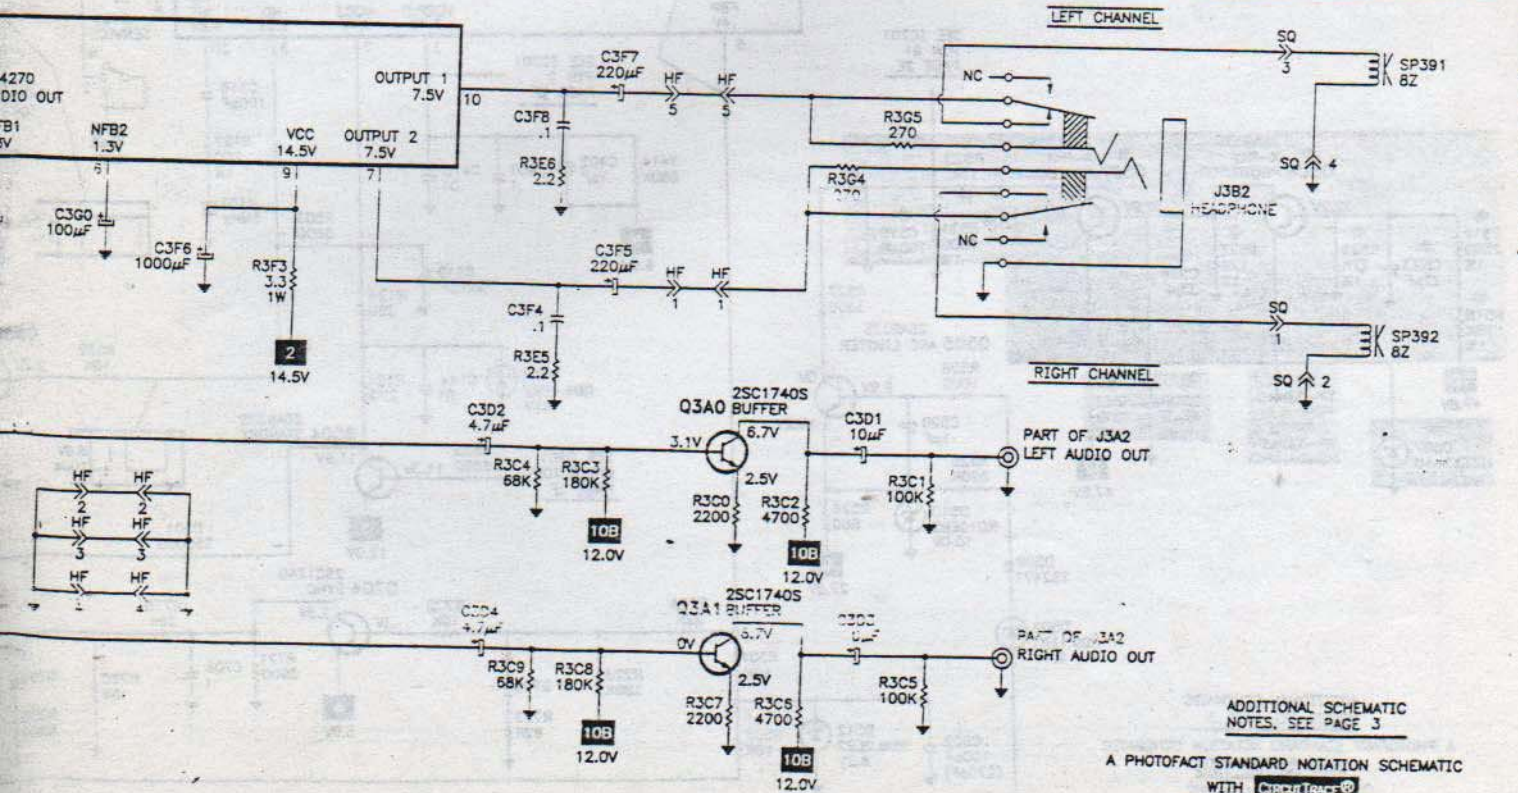 LEFT CHANNEL
4270
DIO OUT
FB1
NFB2
1.3V
6
VCC
14.5V
9
OUTPUT 1
7.5V
10
OUTPUT 2
7.5V
7
C3F7
220µF
HF
5
HF
5
C3F8
.1
R3E6
2.2
C3G0
100µF
C3F6
1000µF
R3F3
3.3
1W
2
14.5V
C3F5
220µF
HF
1
HF
1
C3F4
.1
R3E5
2.2
NC
R3G5
270
R3G4
NC
J3B2
HEADPHONE
SQ
3
SP391
8Z
SQ 4
SQ
1
SP392
8Z
SQ 2
RIGHT CHANNEL
C3D2
4.7µF
R3C4
68K
R3C3
180K
10B
12.0V
2SC1740S
Q3A0 BUFFER
3.1V
6.7V
2.5V
R3C0
2200
R3C2
4700
10B
12.0V
C3D1
10µF
R3C1
100K
PART OF J3A2
LEFT AUDIO OUT
HF
2
HF
2
HF
3
HF
3
HF
HF
4.7µF
R3C9
68K
R3C8
180K
10B
12.0V
2SC1740S
Q3A1 BUFFER
0V
2.5V
R3C7
2200
R3C6
4700
10B
12.0V
R3C5
100K
PART OF J3A2
RIGHT AUDIO OUT
ADDITIONAL SCHEMATIC
NOTES, SEE PAGE 3
A PHOTOFACT STANDARD NOTATION SCHEMATIC
WITH CIRCUITRACE®